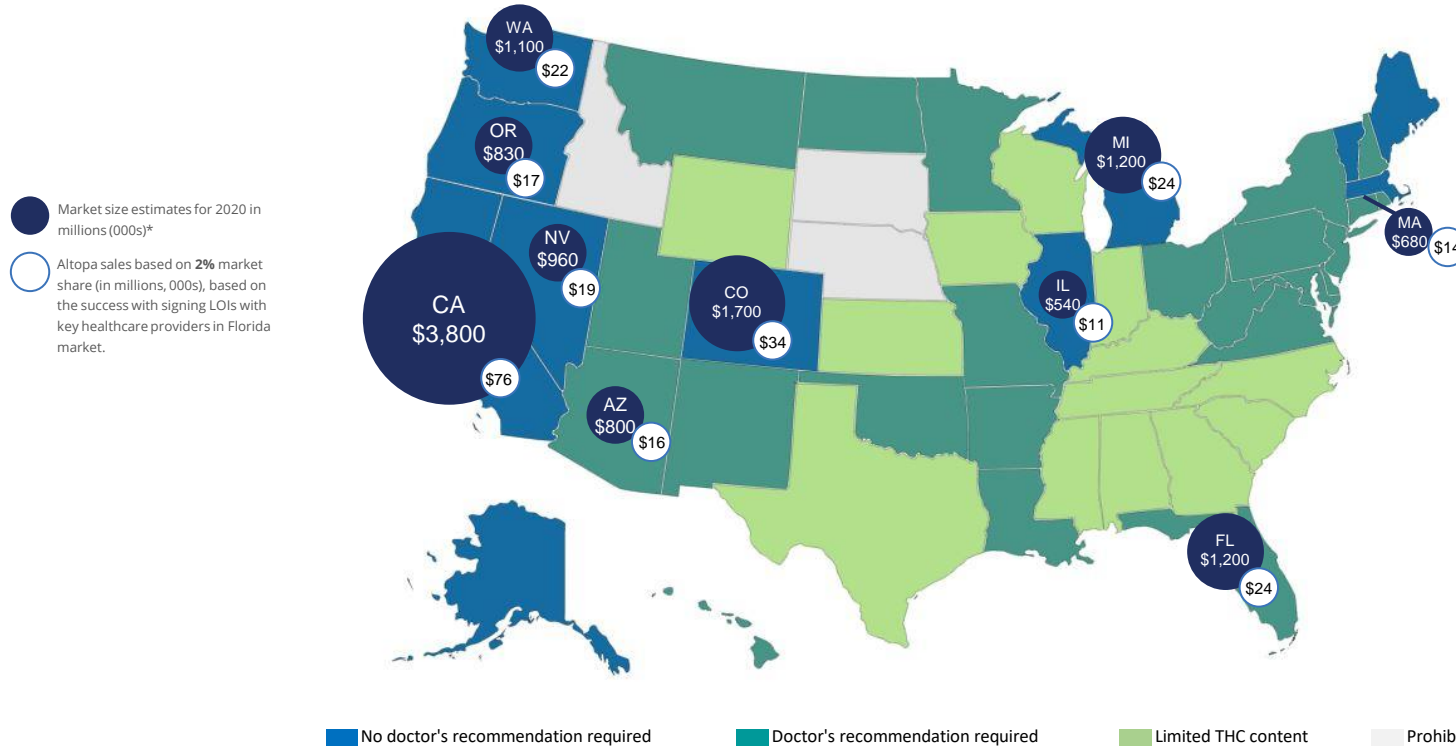 WA
$1,100
$22
OR
$830
$17
MI
$1,200
$24
Market size estimates for 2020 in
millions (000s)*
Altopa sales based on 2% market
share (in millions, 000s), based on
the success with signing LOIs with
key healthcare providers in Florida
market.
NV
$960
$19
MA
$680
$14
CA
$3,800
$76
CO
$1,700
$34
IL
$540
$11
AZ
$800
$16
FL
$1,200
$24
No doctor's recommendation required
Doctor's recommendation required
Limited THC content
Prohib